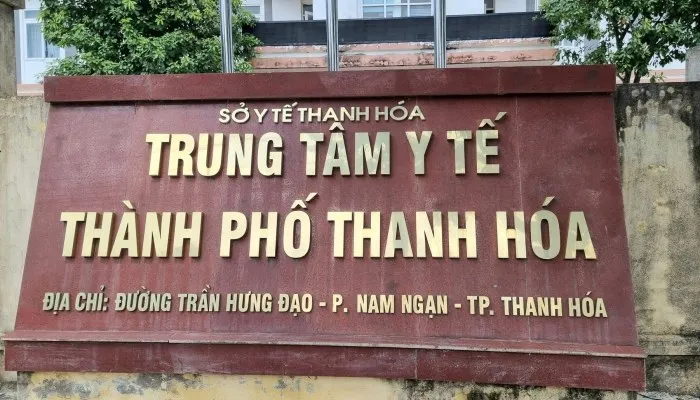 SỞ Y TẾ THANH HÓA
TRUNG TÂM Y TẾ
THÀNH PHỐ THANH HÓA
ĐỊA CHỈ: ĐƯỜNG TRẦN HƯNG ĐẠO - P. NAM NGẠN - TP. THANH HÓA